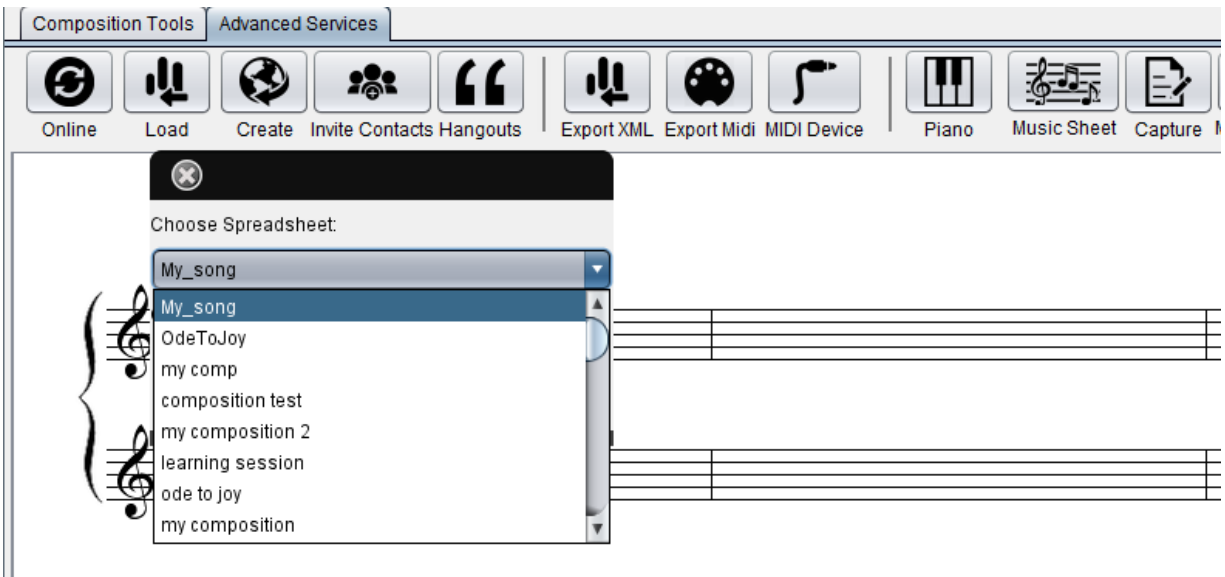 Composition Tools Advanced Services
Online Load Create Invite Contacts Hangouts Export XML Export Midi MIDI Device Piano Music Sheet Capture
Choose Spreadsheet:
My_song
My_song
OdeToJoy
my comp
composition test
my composition 2
learning session
ode to joy
my composition